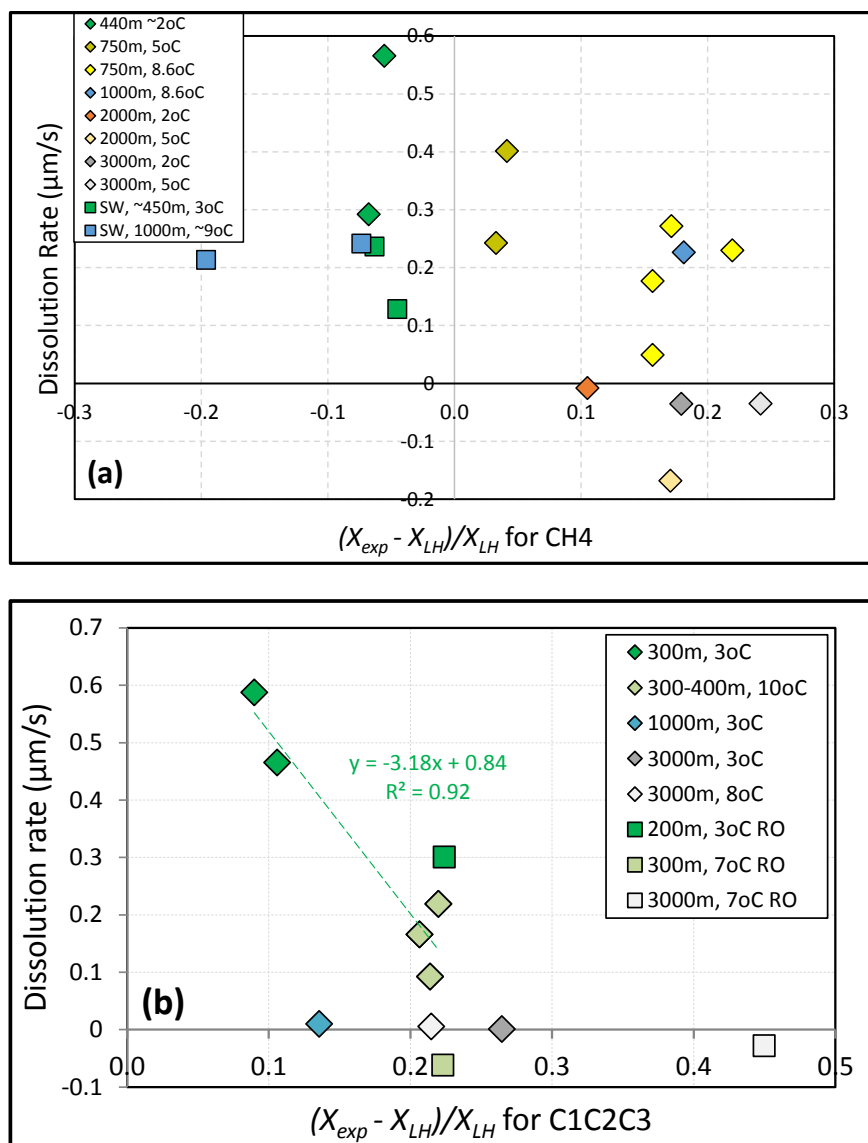 440m ~2oC
750m, 5oC
750m, 8.6oC
1000m, 8.6oC
2000m, 2oC
2000m, 5oC
3000m, 2oC
3000m, 5oC
SW, ~450m, 3oC
SW, 1000m, ~9oC
Dissolution Rate (μm/s)
0.6
0.5
0.4
0.3
0.2
0.1
0
-0.1
-0.2
-0.3
-0.2
-0.1
0.0
0.1
0.2
0.3
(a)
(Xexp - XLH)/XLH for CH4
Dissolution rate (μm/s)
0.7
0.6
0.5
0.4
0.3
0.2
0.1
0
-0.1
300m, 3oC
300-400m, 10oC
1000m, 3oC
3000m, 3oC
3000m, 8oC
200m, 3oC RO
300m, 7oC RO
3000m, 7oC RO
y = -3.18x + 0.84
R² = 0.92
(b)
0.0
0.1
0.2
0.3
0.4
0.5
(Xexp - XLH)/XLH for C1C2C3